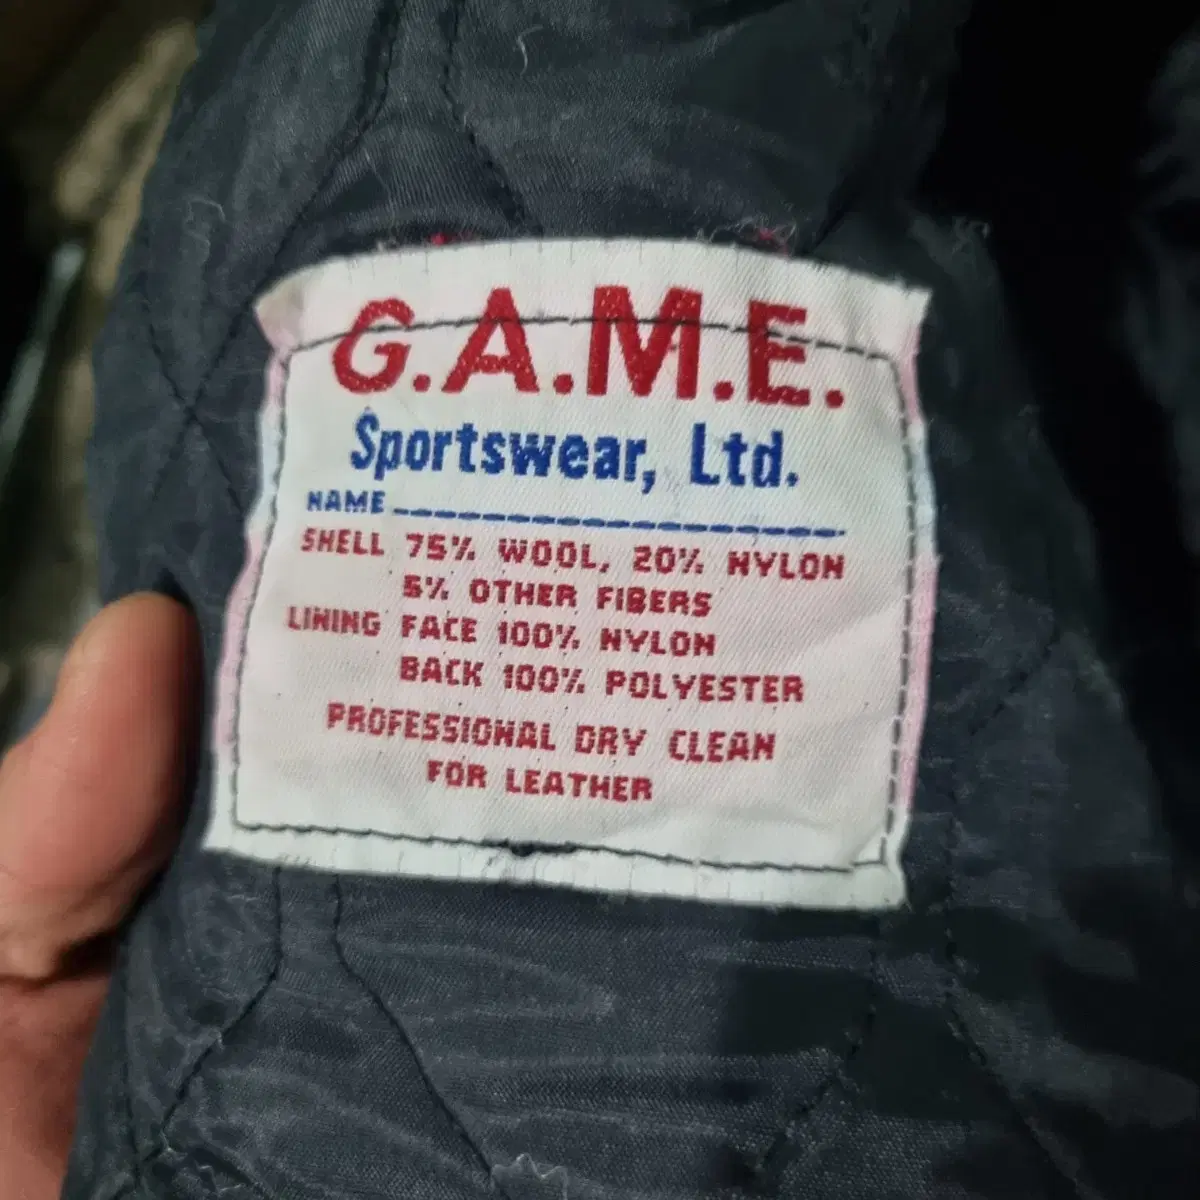 G.A.M.E.
Sportswear, Ltd.
NAME
SHELL 75% WOOL, 20% NYLON
5% OTHER FIBERS
LINING FACE 100% NYLON
BACK 100% POLYESTER
PROFESSIONAL DRY CLEAN
FOR LEATHER